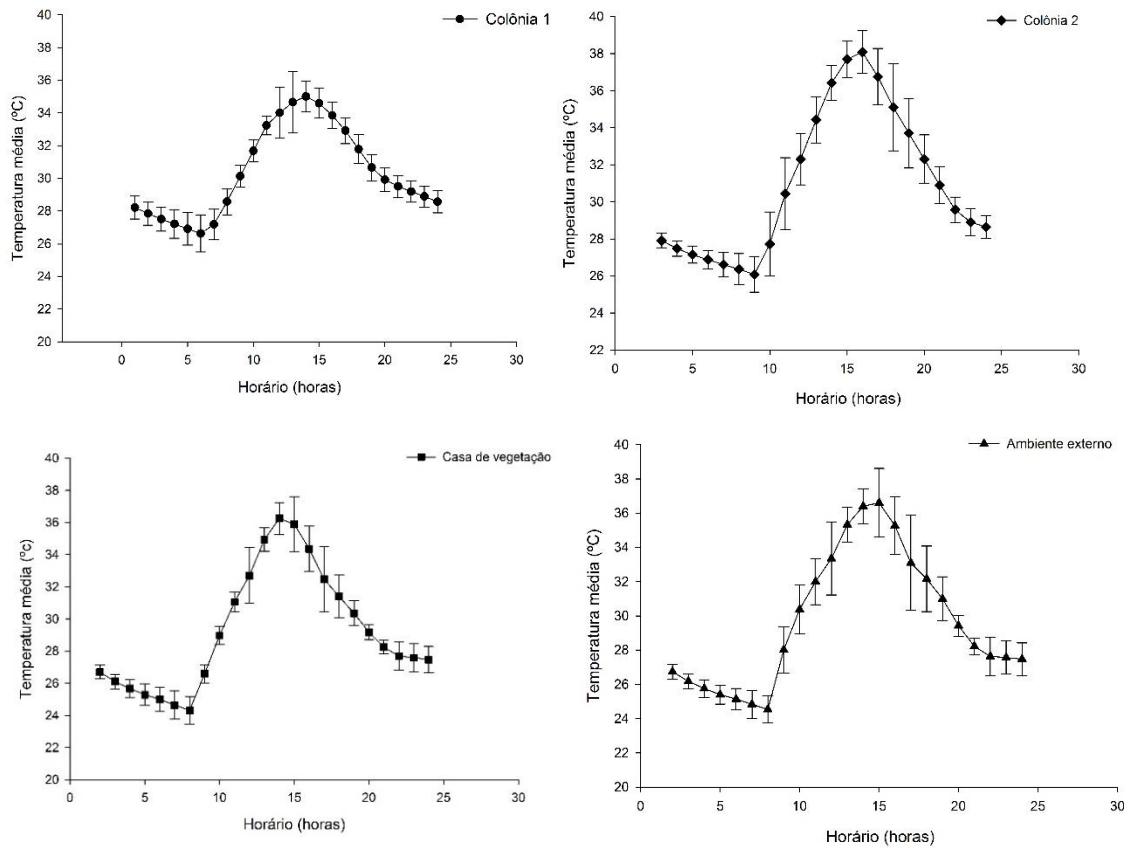 Colônia 1
Temperatura média (ºC)
40
38
36
34
32
30
28
26
24
22
20
0 5 10 15 20 25 30
Horário (horas)
Colônia 2
Temperatura média (ºC)
40
38
36
34
32
30
28
26
24
22
0 5 10 15 20 25 30
Horário (horas)
Casa de vegetação
Temperatura média (ºc)
40
38
36
34
32
30
28
26
24
22
20
0 5 10 15 20 25 30
Horário (horas)
Ambiente externo
Temperatura média (ºC)
40
38
36
34
32
30
28
26
24
22
20
0 5 10 15 20 25 30
Horário (horas)